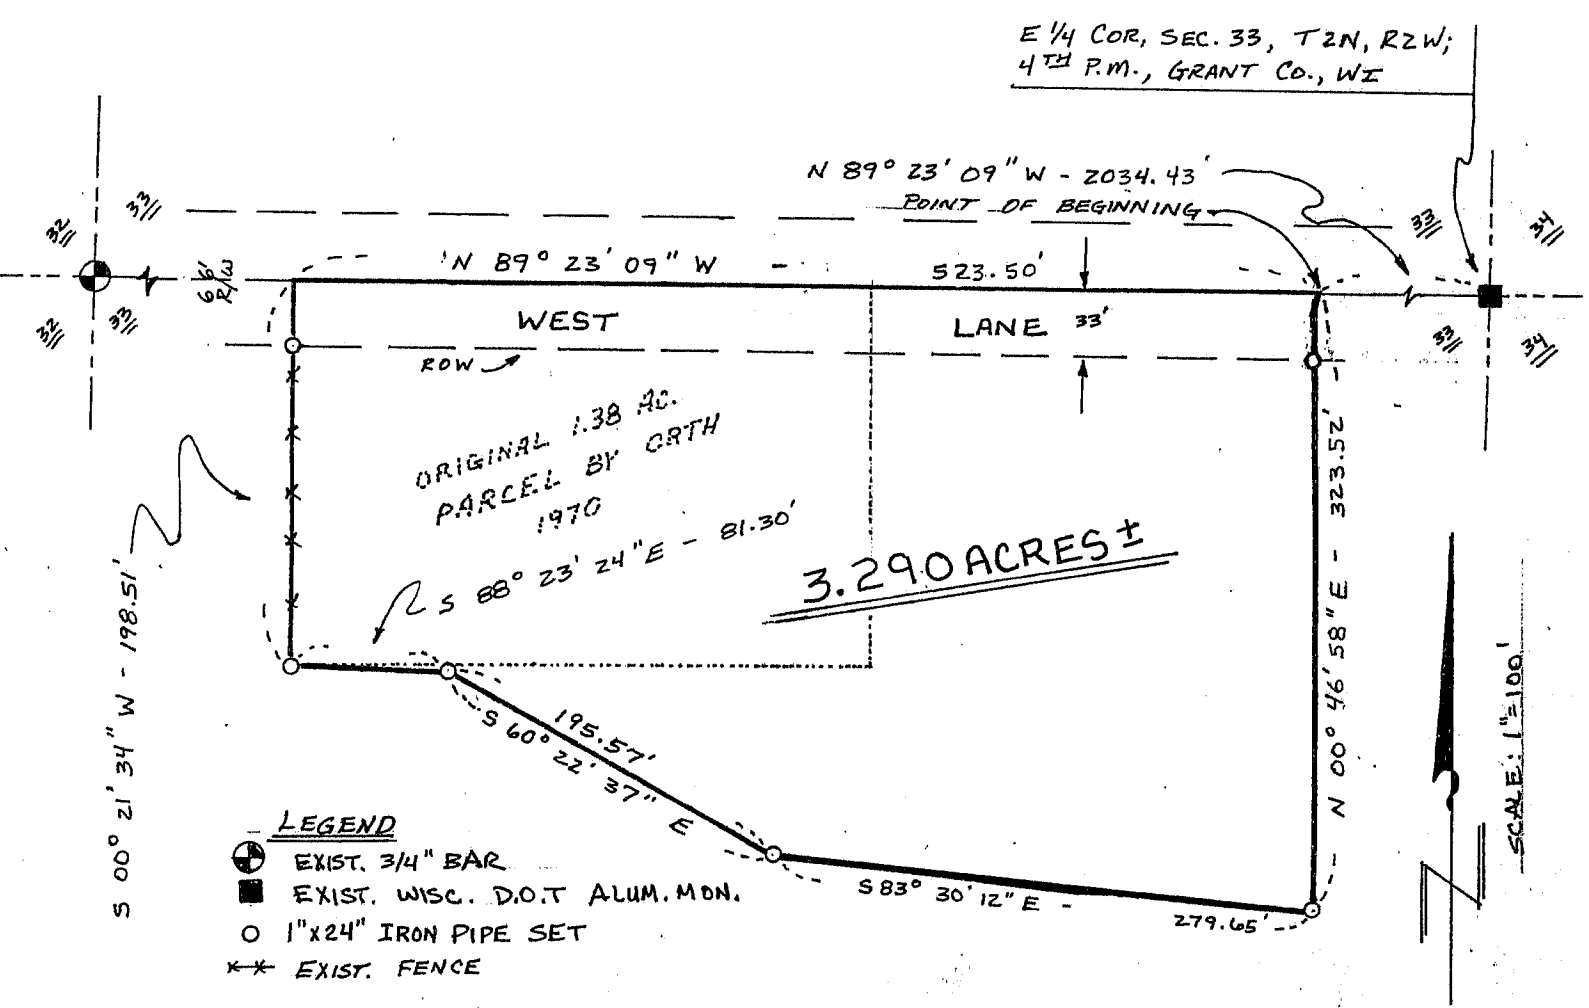 E 1/4 COR, SEC. 33, T2N, R2W;
4TH P.M., GRANT CO., WI
N 89° 23' 09" W - 2034.43'
POINT OF BEGINNING
32
33
33
34
66'
R/W
N 89° 23' 09" W - 523.50'
32
33
33
34
WEST LANE 33'
ROW
ORIGINAL 1.38 AC.
PARCEL BY ORTH
1970
S 88° 23' 24" E - 81.30'
3.290 ACRES ±
S 00° 21' 34" W - 198.51'
N 00° 46' 58" E - 323.52'
SCALE: 1"=100'
195.57'
S 60° 22' 37" E
S 83° 30' 12" E - 279.65'
LEGEND
EXIST. 3/4" BAR
EXIST. WISC. D.O.T ALUM. MON.
1"X24" IRON PIPE SET
EXIST. FENCE
N